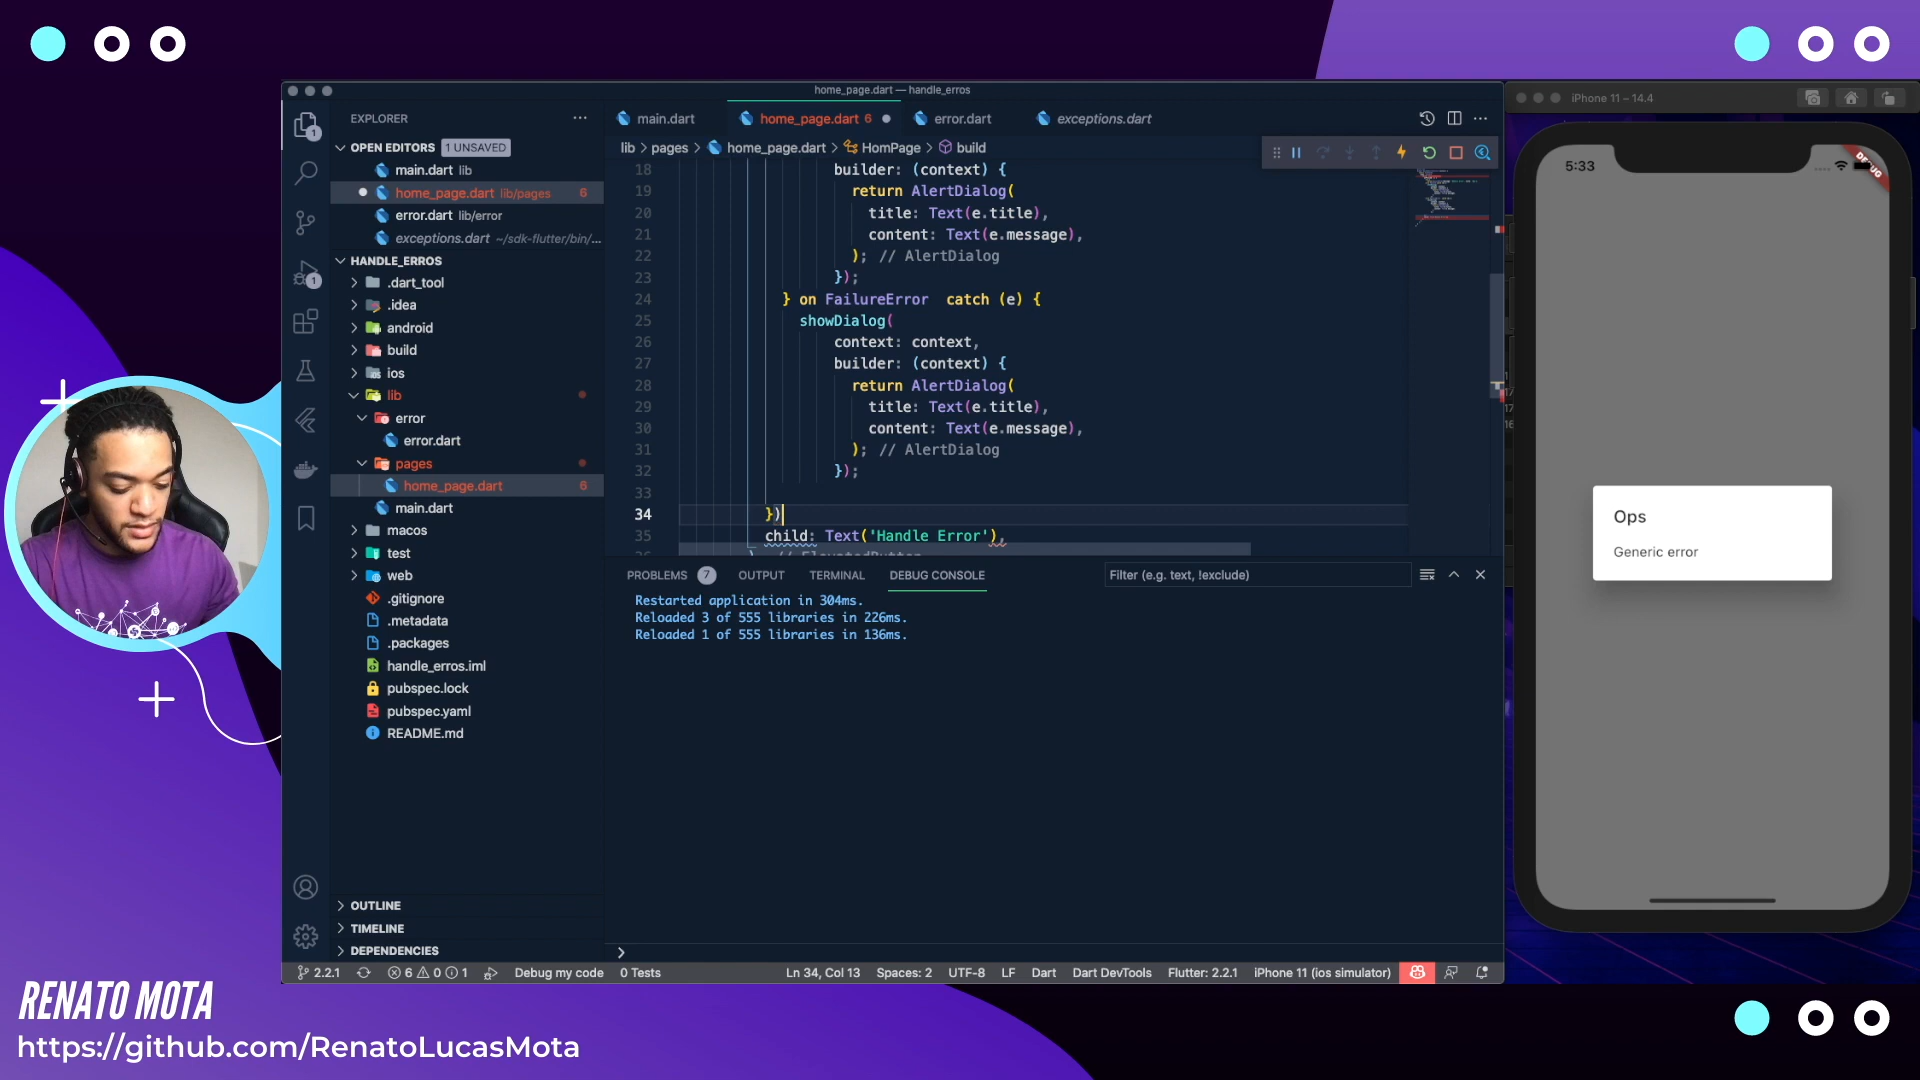 home_page.dart — handle_erros
iPhone 11 – 14.4
EXPLORER
main.dart
home_page.dart 6
error.dart
exceptions.dart
OPEN EDITORS 1 UNSAVED
main.dart lib
home_page.dart lib/pages 6
error.dart lib/error
exceptions.dart ~/sdk-flutter/bin/...
HANDLE_ERROS
.dart_tool
.idea
android
build
ios
lib
error
error.dart
pages
home_page.dart 6
main.dart
macos
test
web
.gitignore
.metadata
.packages
handle_erros.iml
pubspec.lock
pubspec.yaml
README.md
OUTLINE
TIMELINE
DEPENDENCIES
1
1
lib > pages > home_page.dart > HomPage > build
18 builder: (context) {
19 return AlertDialog(
20 title: Text(e.title),
21 content: Text(e.message),
22 ); // AlertDialog
23 });
24 } on FailureError  catch (e) {
25 showDialog(
26 context: context,
27 builder: (context) {
28 return AlertDialog(
29 title: Text(e.title),
30 content: Text(e.message),
31 ); // AlertDialog
32 });
33
34 })
35 child: Text('Handle Error'),
PROBLEMS 7 OUTPUT TERMINAL DEBUG CONSOLE
Filter (e.g. text, !exclude)
Restarted application in 304ms.
Reloaded 3 of 555 libraries in 226ms.
Reloaded 1 of 555 libraries in 136ms.
2.2.1 6 0 1 Debug my code 0 Tests
Ln 34, Col 13 Spaces: 2 UTF-8 LF Dart Dart DevTools Flutter: 2.2.1 iPhone 11 (ios simulator)
5:33
DEBUG
Ops
Generic error
RENATO MOTA
https://github.com/RenatoLucasMota